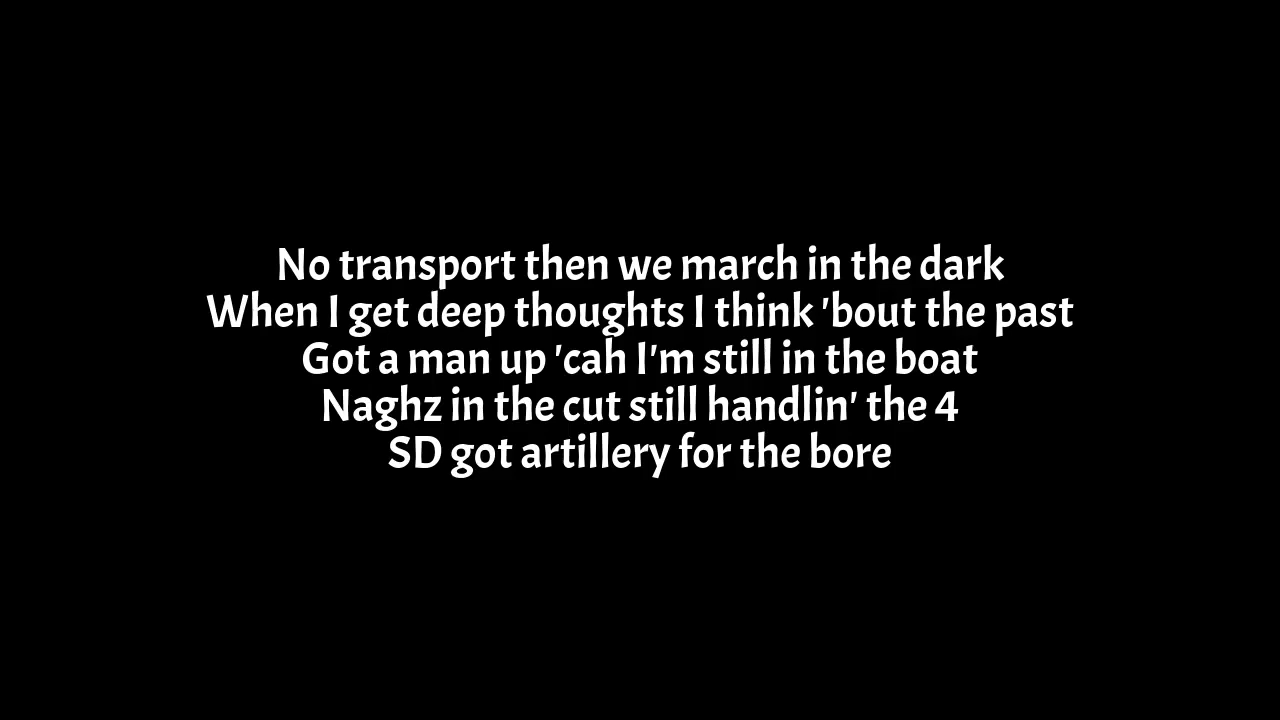 No transport then we march in the dark
When I get deep thoughts I think 'bout the past
Got a man up 'cah I'm still in the boat
Naghz in the cut still handlin' the 4
SD got artillery for the bore